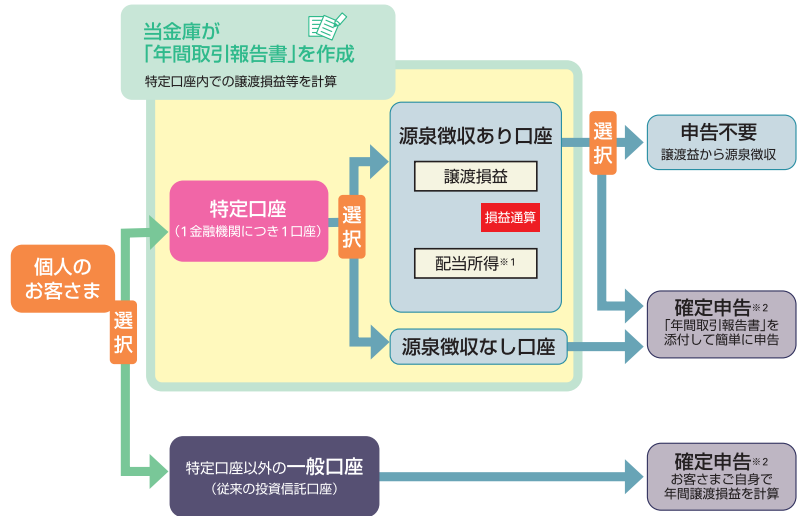 当金庫が
「年間取引報告書」を作成
特定口座内での譲渡損益等を計算
個人の
お客さま
選択
特定口座
（1金融機関につき1口座）
選択
源泉徴収あり口座
譲渡損益
損益通算
配当所得※1
源泉徴収なし口座
選択
申告不要
譲渡益から源泉徴収
確定申告※2
「年間取引報告書」を
添付して簡単に申告
特定口座以外の一般口座
（従来の投資信託口座）
確定申告※2
お客さまご自身で
年間譲渡損益を計算